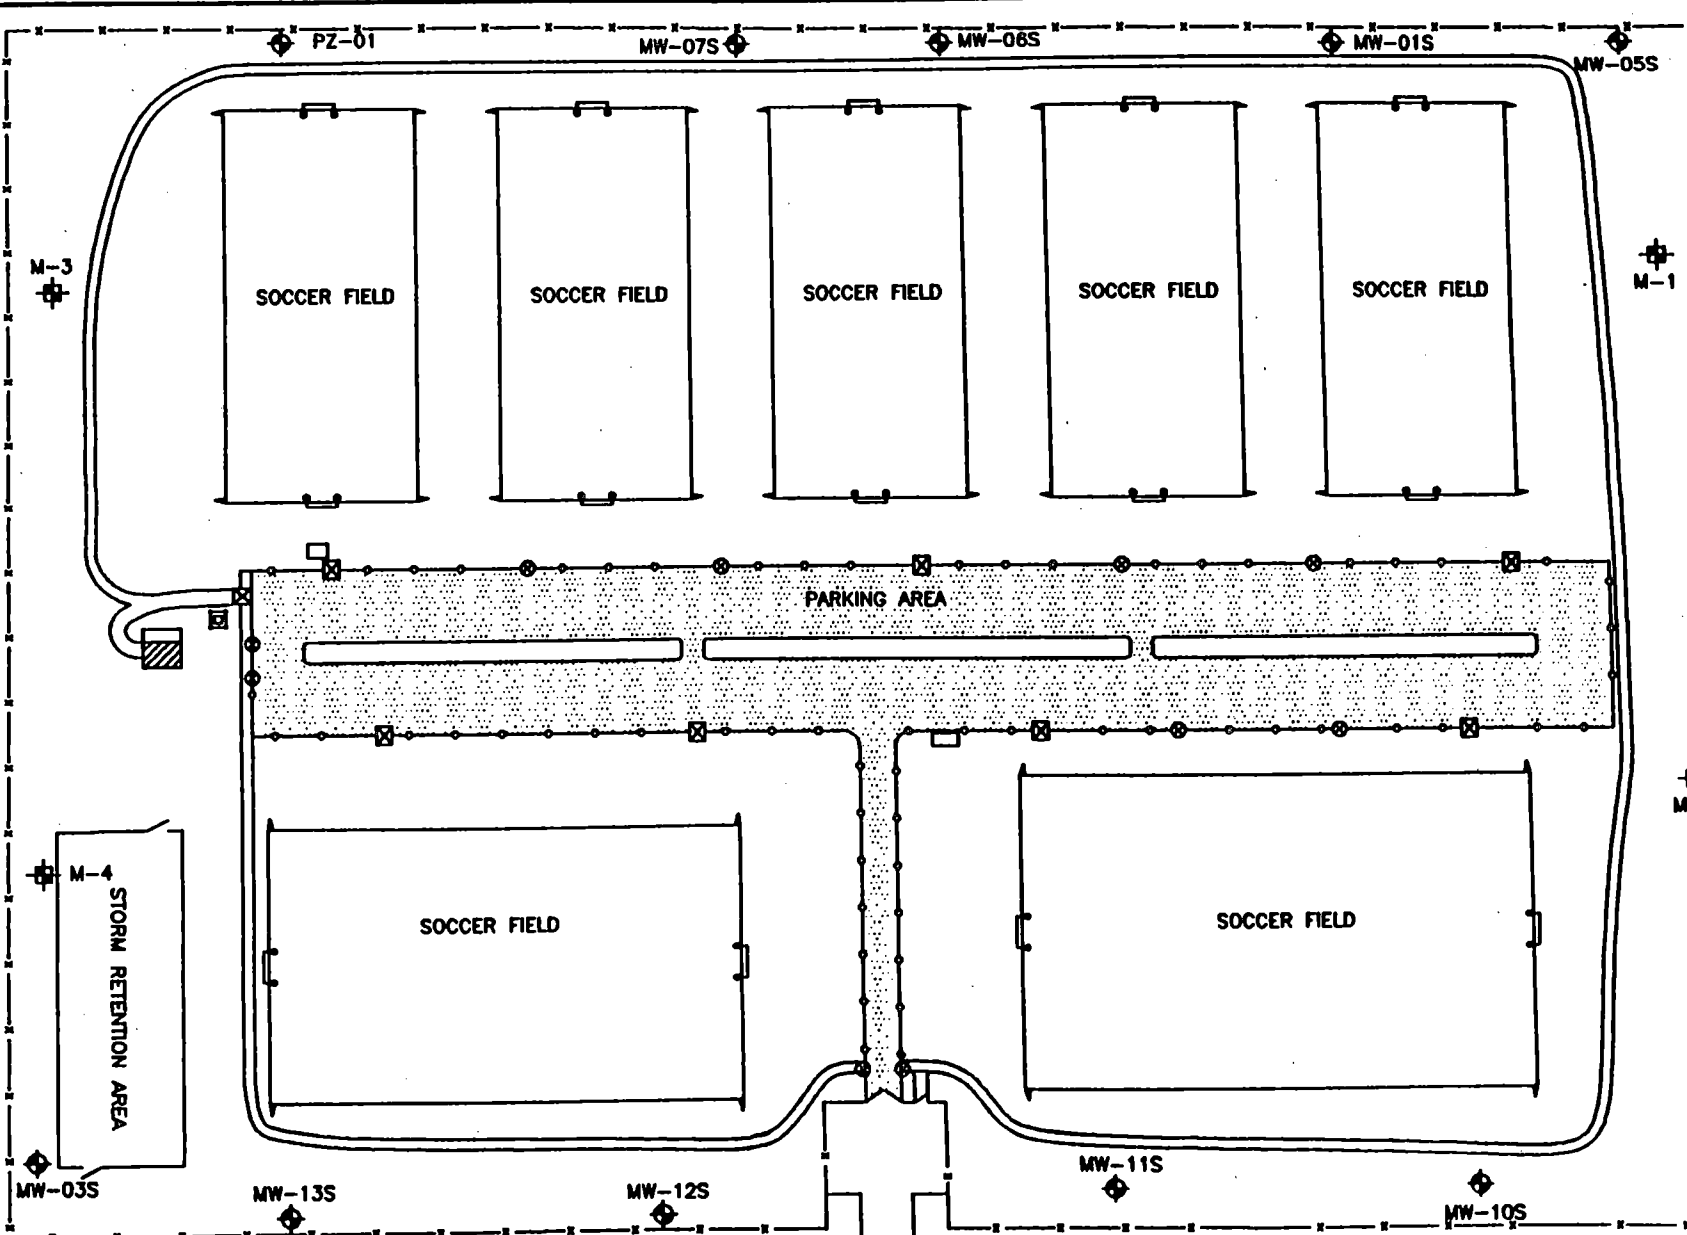 PZ-01
MW-07S
MW-06S
MW-01S
MW-05S
M-3
M-1
SOCCER FIELD
SOCCER FIELD
SOCCER FIELD
SOCCER FIELD
SOCCER FIELD
PARKING AREA
M
M-4
STORM RETENTION AREA
SOCCER FIELD
SOCCER FIELD
MW-03S
MW-13S
MW-12S
MW-11S
MW-10S